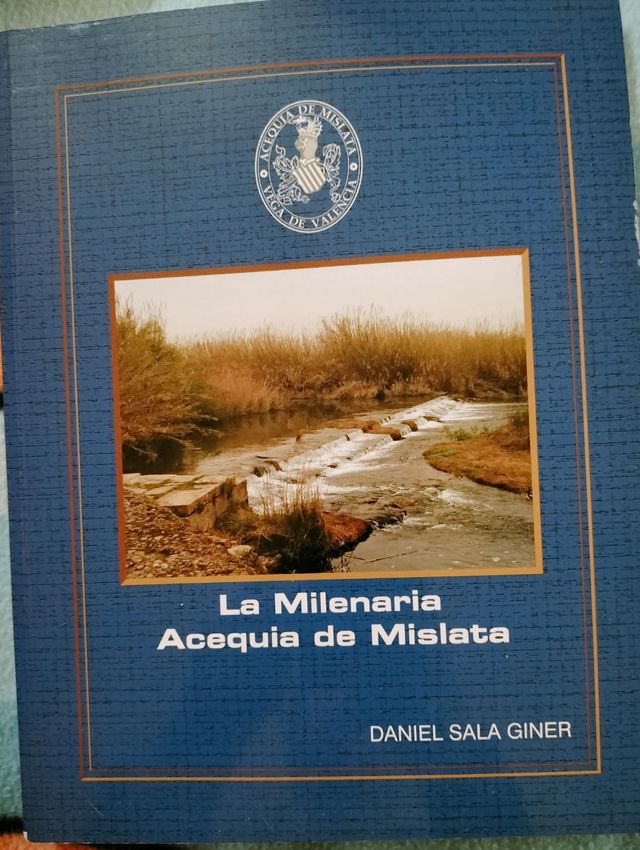 ACEQUIA DE MISLATA
VEGA DE VALENCIA
La Milenaria
Acequia de Mislata
DANIEL SALA GINER